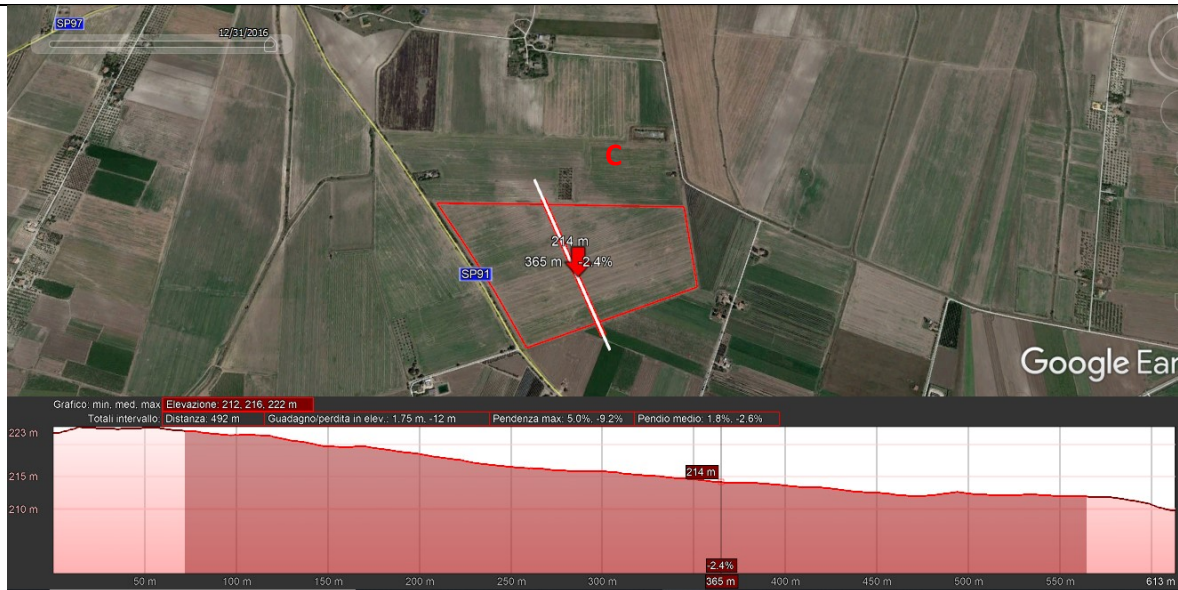 SP97
12/31/2016
C
214 m
365 m -2.4%
SP91
Google Ear
Grafico: min, med, max Elevazione: 212, 216, 222 m
Totali intervallo: Distanza: 492 m Guadagno/perdita in elev.: 1.75 m, -12 m Pendenza max: 5.0%, -9.2% Pendio medio: 1.8%, -2.6%
223 m
214 m
215 m
210 m
-2.4%
50 m 100 m 150 m 200 m 250 m 300 m 365 m 400 m 450 m 500 m 550 m 613 m